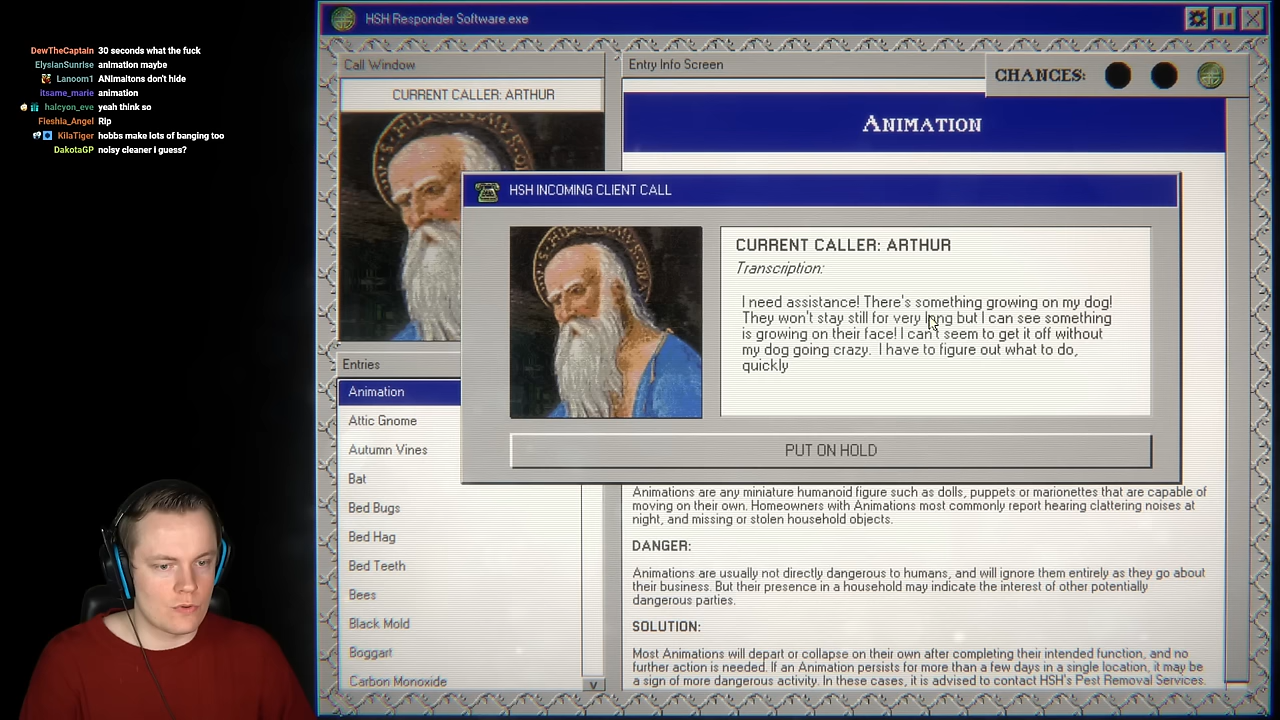 HSH Responder Software.exe
DewTheCaptain 30 seconds what the fuck
ElysianSunrise animation maybe
Lanoom1 ANImaitons don't hide
itsame_marie animation
halcyon_eve yeah think so
Fleshia_Angel Rip
KilaTiger hobbs make lots of banging too
DakotaGP noisy cleaner I guess?
Call Window
CURRENT CALLER: ARTHUR
Entry Info Screen
CHANCES:
ANIMATION
HSH INCOMING CLIENT CALL
CURRENT CALLER: ARTHUR
Transcription:
I need assistance! There's something growing on my dog!
They won't stay still for very long but I can see something
is growing on their face! I can't seem to get it off without
my dog going crazy. I have to figure out what to do,
quickly
PUT ON HOLD
Entries
Animation
Attic Gnome
Autumn Vines
Bat
Bed Bugs
Bed Hag
Bed Teeth
Bees
Black Mold
Boggart
Carbon Monoxide
Animations are any miniature humanoid figure such as dolls, puppets or marionettes that are capable of
moving on their own. Homeowners with Animations most commonly report hearing clattering noises at
night, and missing or stolen household objects.
DANGER:
Animations are usually not directly dangerous to humans, and will ignore them entirely as they go about
their business. But their presence in a household may indicate the interest of other potentially
dangerous parties.
SOLUTION:
Most Animations will depart or collapse on their own after completing their intended function, and no
further action is needed. If an Animation persists for more than a few days in a single location, it may be
a sign of more dangerous activity. In these cases, it is advised to contact HSH's Pest Removal Services.